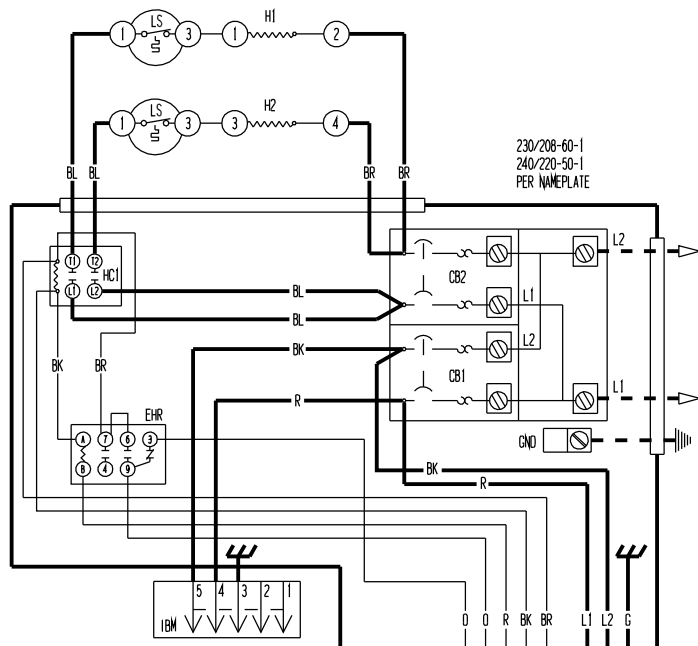 H1
LS
1 3 1 2
H2
LS
1 3 3 4
230/208-60-1
240/220-50-1
PER NAMEPLATE
BL BL BR BR
L2
T1 T2
HC1
CB2
L1 L2
BL
L1
BL
L2
BK
BK BR
CB1
L1
R
EHR
A 7 6 3
GND
B 4 9
BK
R
5 4 3 2 1
IBM
O O R BK BR L1 L2 G